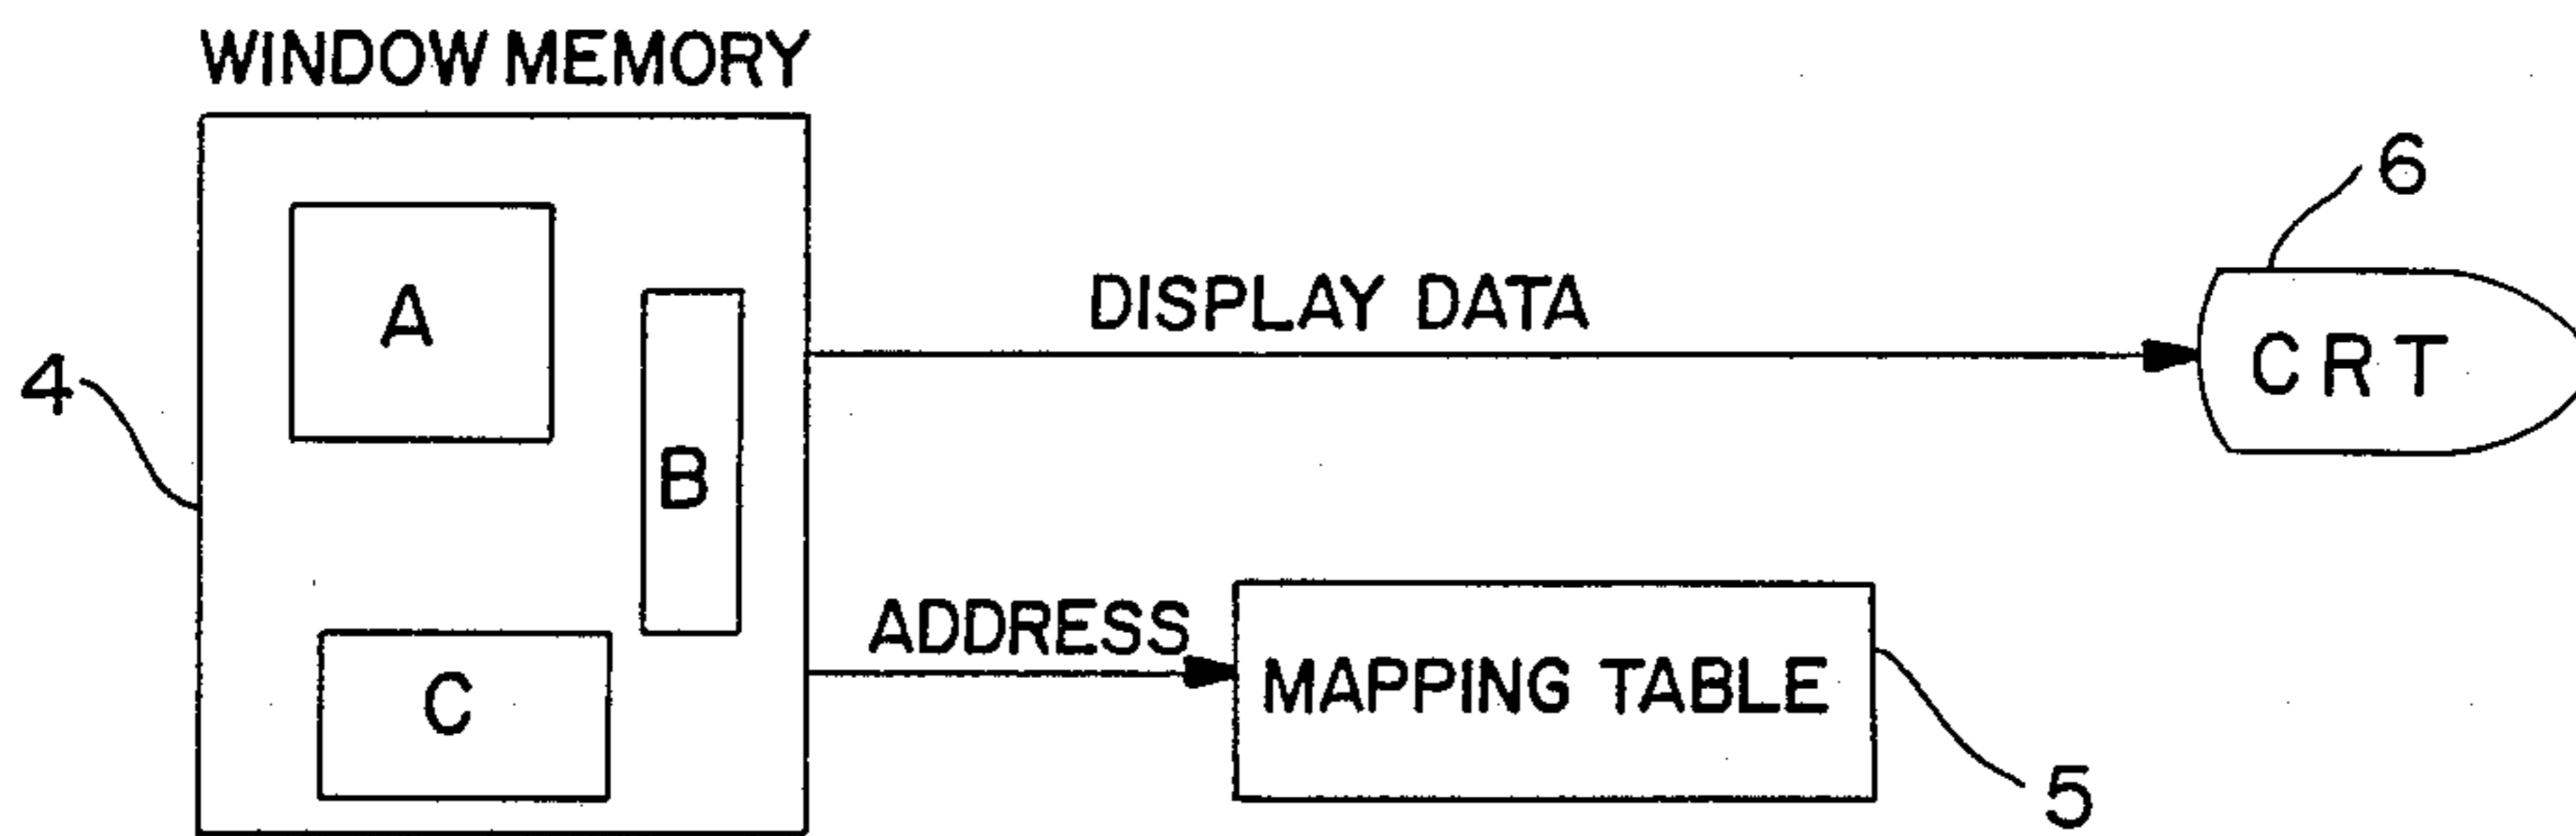 WINDOW MEMORY
A
B
C
4
DISPLAY DATA
6
CRT
ADDRESS
MAPPING TABLE
5